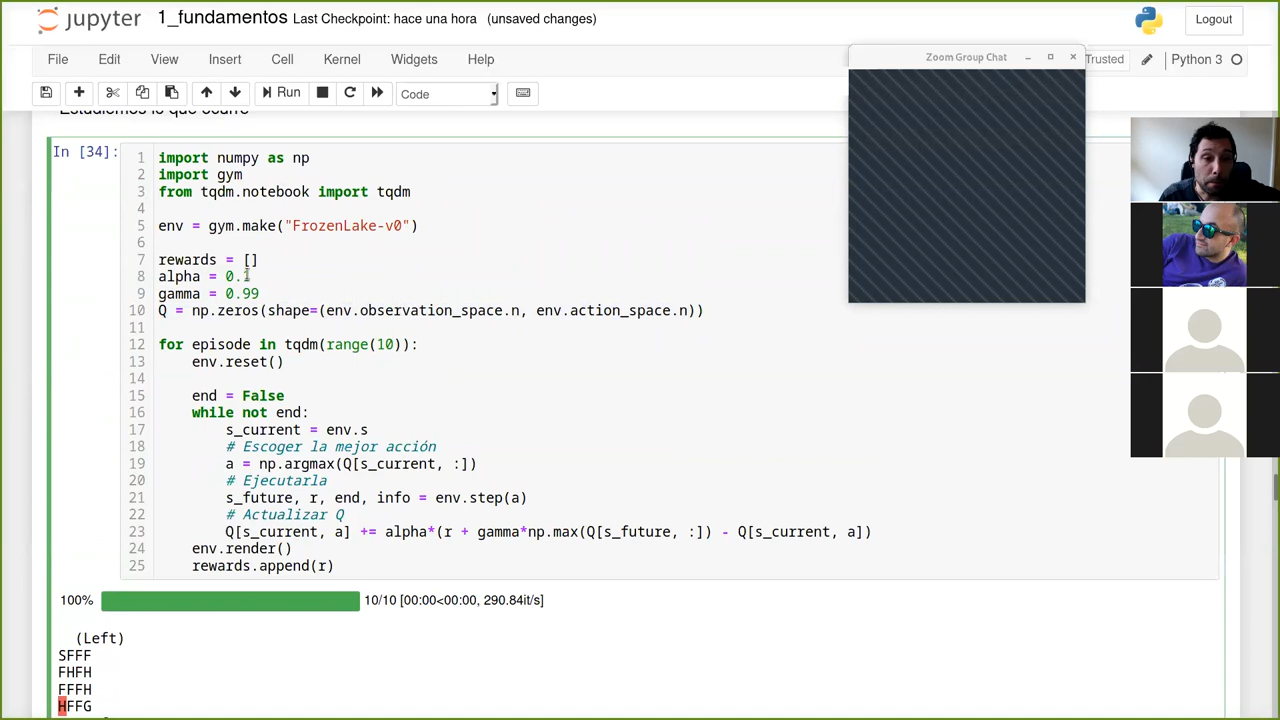 jupyter 1_fundamentos Last Checkpoint: hace una hora (unsaved changes)
Logout
File Edit View Insert Cell Kernel Widgets Help
Trusted
Python 3
Run
Code
Zoom Group Chat
Estudiemos lo que ocurre
In [34]:
1 import numpy as np
2 import gym
3 from tqdm.notebook import tqdm
4
5 env = gym.make("FrozenLake-v0")
6
7 rewards = []
8 alpha = 0.1
9 gamma = 0.99
10 Q = np.zeros(shape=(env.observation_space.n, env.action_space.n))
11
12 for episode in tqdm(range(10)):
13 env.reset()
14
15 end = False
16 while not end:
17 s_current = env.s
18 # Escoger la mejor acción
19 a = np.argmax(Q[s_current, :])
20 # Ejecutarla
21 s_future, r, end, info = env.step(a)
22 # Actualizar Q
23 Q[s_current, a] += alpha*(r + gamma*np.max(Q[s_future, :]) - Q[s_current, a])
24 env.render()
25 rewards.append(r)
100% 10/10 [00:00<00:00, 290.84it/s]
(Left)
SFFF
FHFH
FFFH
HFFG